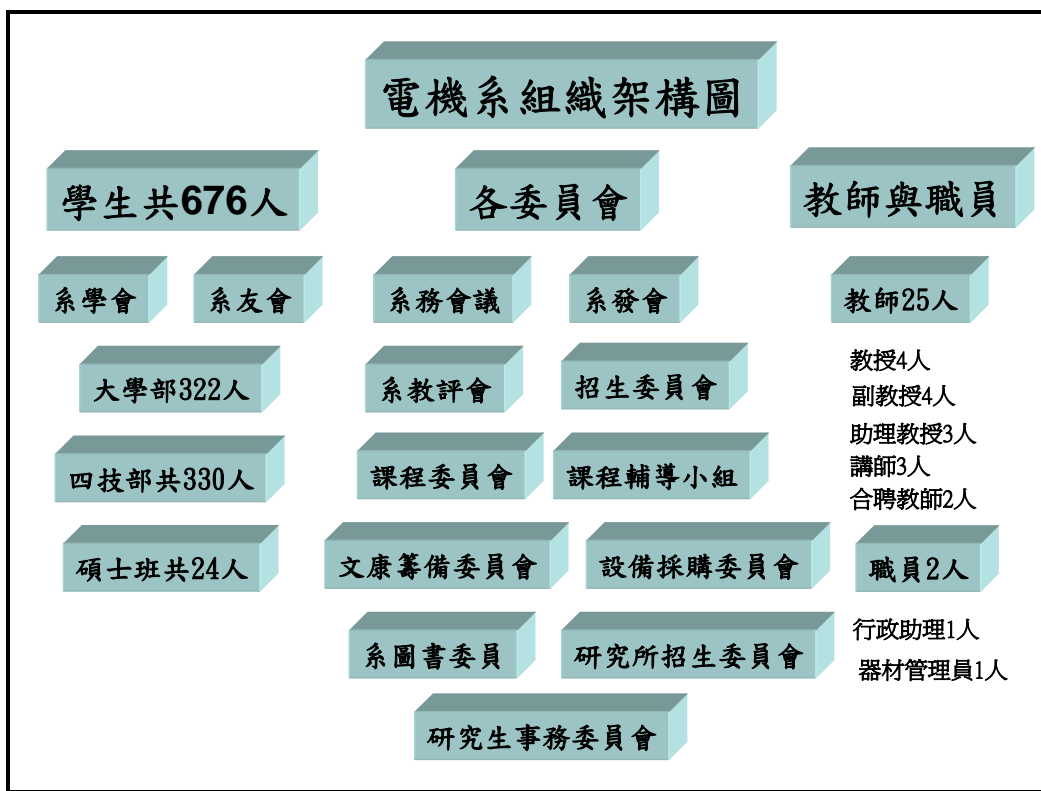 電機系組織架構圖
學生共676人
各委員會
教師與職員
系學會
系友會
系務會議
系發會
教師25人
大學部322人
系教評會
招生委員會
教授4人
副教授4人
助理教授3人
講師3人
合聘教師2人
四技部共330人
課程委員會
課程輔導小組
碩士班共24人
文康籌備委員會
設備採購委員會
職員2人
行政助理1人
器材管理員1人
系圖書委員
研究所招生委員會
研究生事務委員會